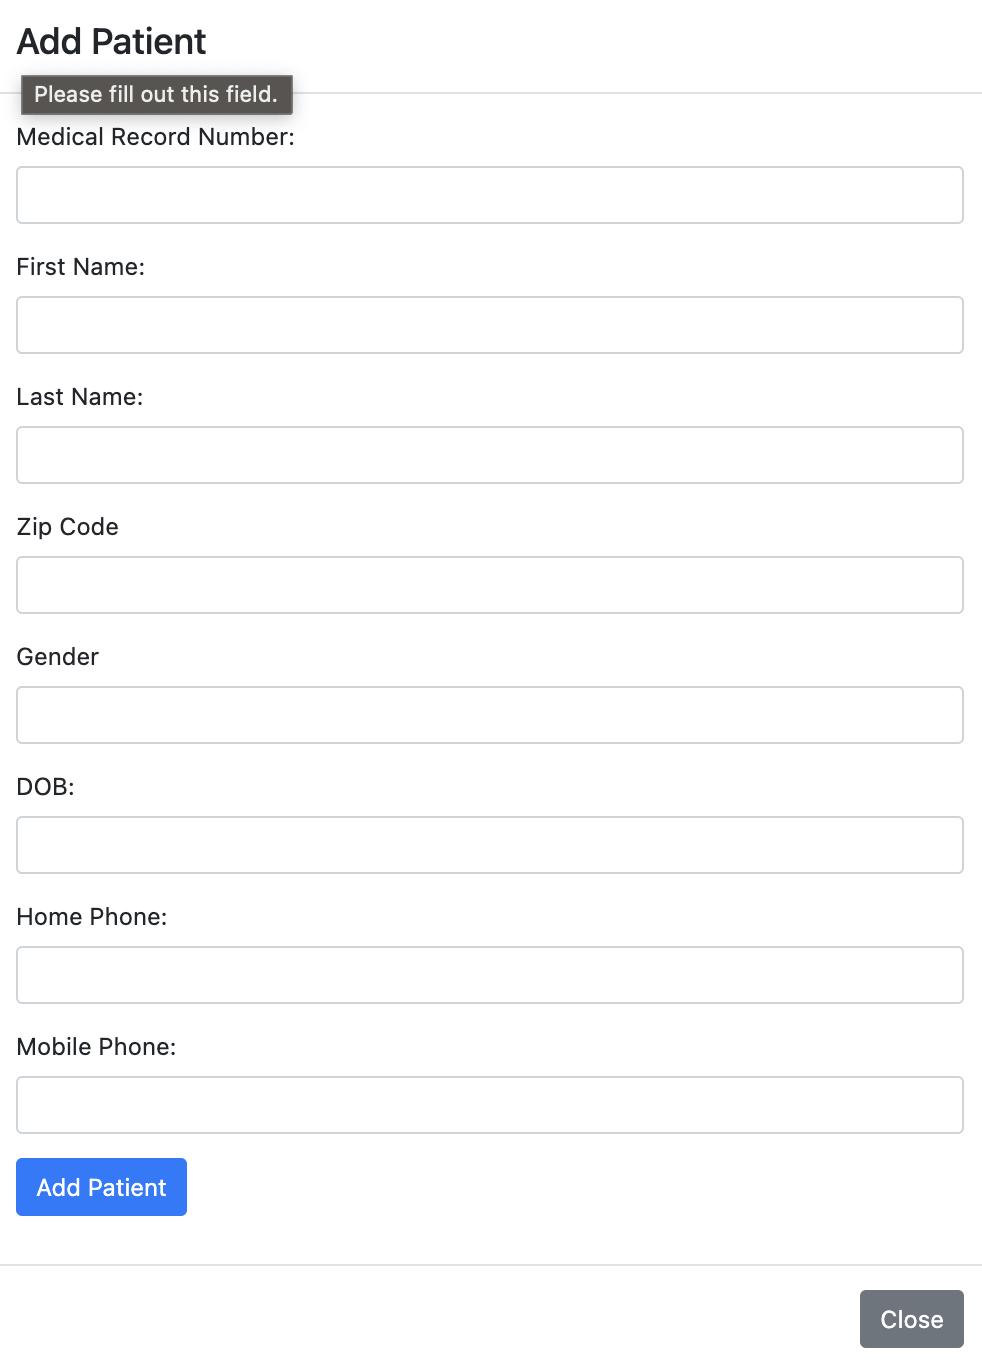 Add Patient
Please fill out this field.
Medical Record Number:
First Name:
Last Name:
Zip Code
Gender
DOB:
Home Phone:
Mobile Phone:
Add Patient
Close